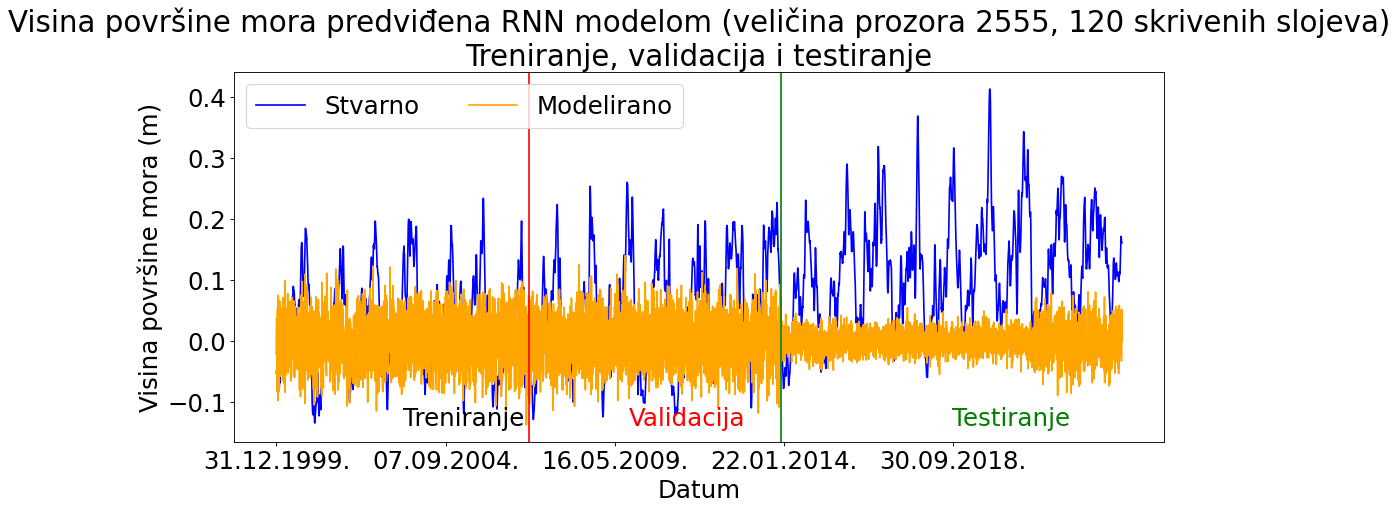 Visina površine mora predviđena RNN modelom (veličina prozora 2555, 120 skrivenih slojeva)
Treniranje, validacija i testiranje
Stvarno
Modelirano
Visina površine mora (m)
0.4
0.3
0.2
0.1
0.0
−0.1
Treniranje
Validacija
Testiranje
31.12.1999.
07.09.2004.
16.05.2009.
22.01.2014.
30.09.2018.
Datum